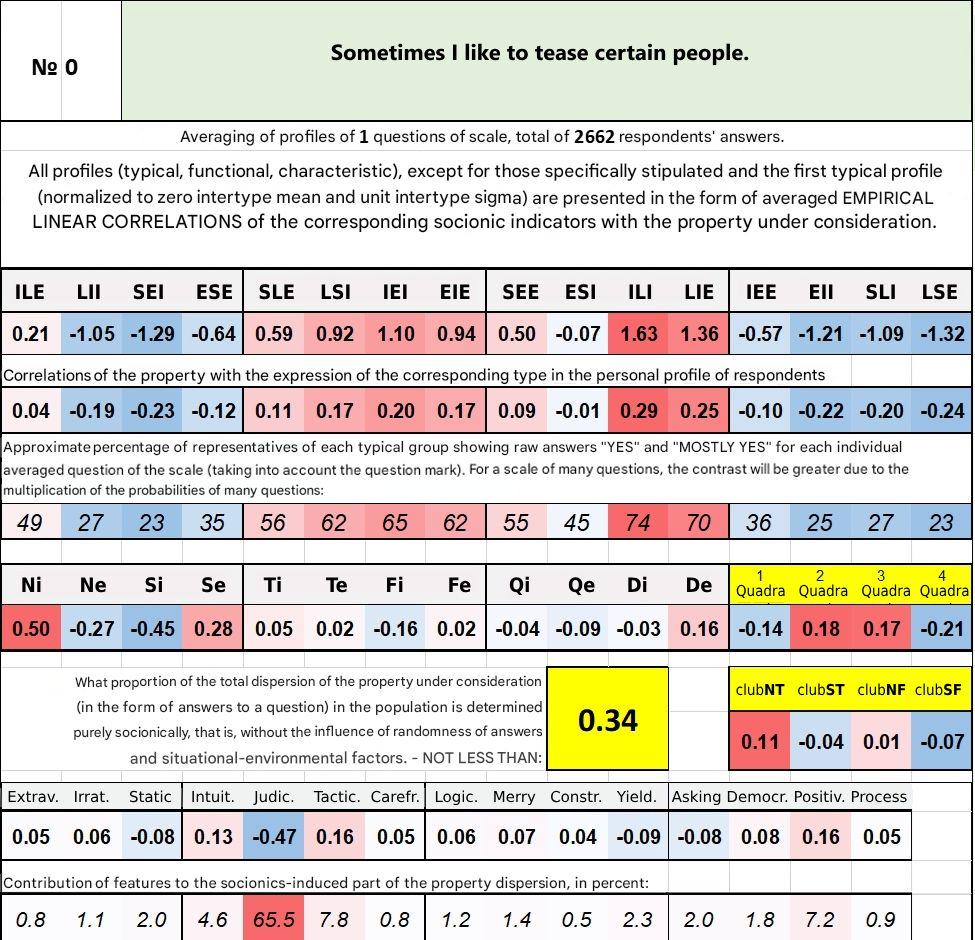 № 0
Sometimes I like to tease certain people.
Averaging of profiles of 1 questions of scale, total of 2662 respondents' answers.
All profiles (typical, functional, characteristic), except for those specifically stipulated and the first typical profile
(normalized to zero intertype mean and unit intertype sigma) are presented in the form of averaged EMPIRICAL
LINEAR CORRELATIONS of the corresponding socionic indicators with the property under consideration.
ILE LII SEI ESE SLE LSI IEI EIE SEE ESI ILI LIE IEE EII SLI LSE
0.21 -1.05 -1.29 -0.64 0.59 0.92 1.10 0.94 0.50 -0.07 1.63 1.36 -0.57 -1.21 -1.09 -1.32
Correlations of the property with the expression of the corresponding type in the personal profile of respondents
0.04 -0.19 -0.23 -0.12 0.11 0.17 0.20 0.17 0.09 -0.01 0.29 0.25 -0.10 -0.22 -0.20 -0.24
Approximate percentage of representatives of each typical group showing raw answers "YES" and "MOSTLY YES" for each individual
averaged question of the scale (taking into account the question mark). For a scale of many questions, the contrast will be greater due to the
multiplication of the probabilities of many questions:
49 27 23 35 56 62 65 62 55 45 74 70 36 25 27 23
Ni Ne Si Se Ti Te Fi Fe Qi Qe Di De 1 Quadra 2 Quadra 3 Quadra 4 Quadra
0.50 -0.27 -0.45 0.28 0.05 0.02 -0.16 0.02 -0.04 -0.09 -0.03 0.16 -0.14 0.18 0.17 -0.21
What proportion of the total dispersion of the property under consideration
(in the form of answers to a question) in the population is determined
purely socionically, that is, without the influence of randomness of answers
and situational-environmental factors. - NOT LESS THAN:
0.34
clubNT clubST clubNF clubSF
0.11 -0.04 0.01 -0.07
Extrav. Irrat. Static Intuit. Judic. Tactic. Carefr. Logic. Merry Constr. Yield. Asking Democr. Positiv. Process
0.05 0.06 -0.08 0.13 -0.47 0.16 0.05 0.06 0.07 0.04 -0.09 -0.08 0.08 0.16 0.05
Contribution of features to the socionics-induced part of the property dispersion, in percent:
0.8 1.1 2.0 4.6 65.5 7.8 0.8 1.2 1.4 0.5 2.3 2.0 1.8 7.2 0.9